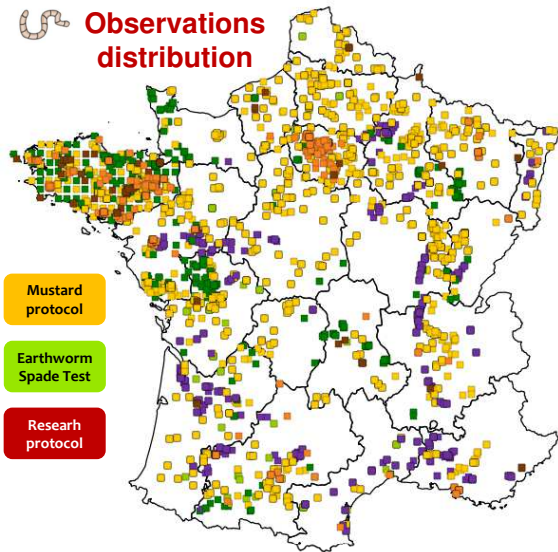 Observations
distribution
Mustard
protocol
Earthworm
Spade Test
Researh
protocol